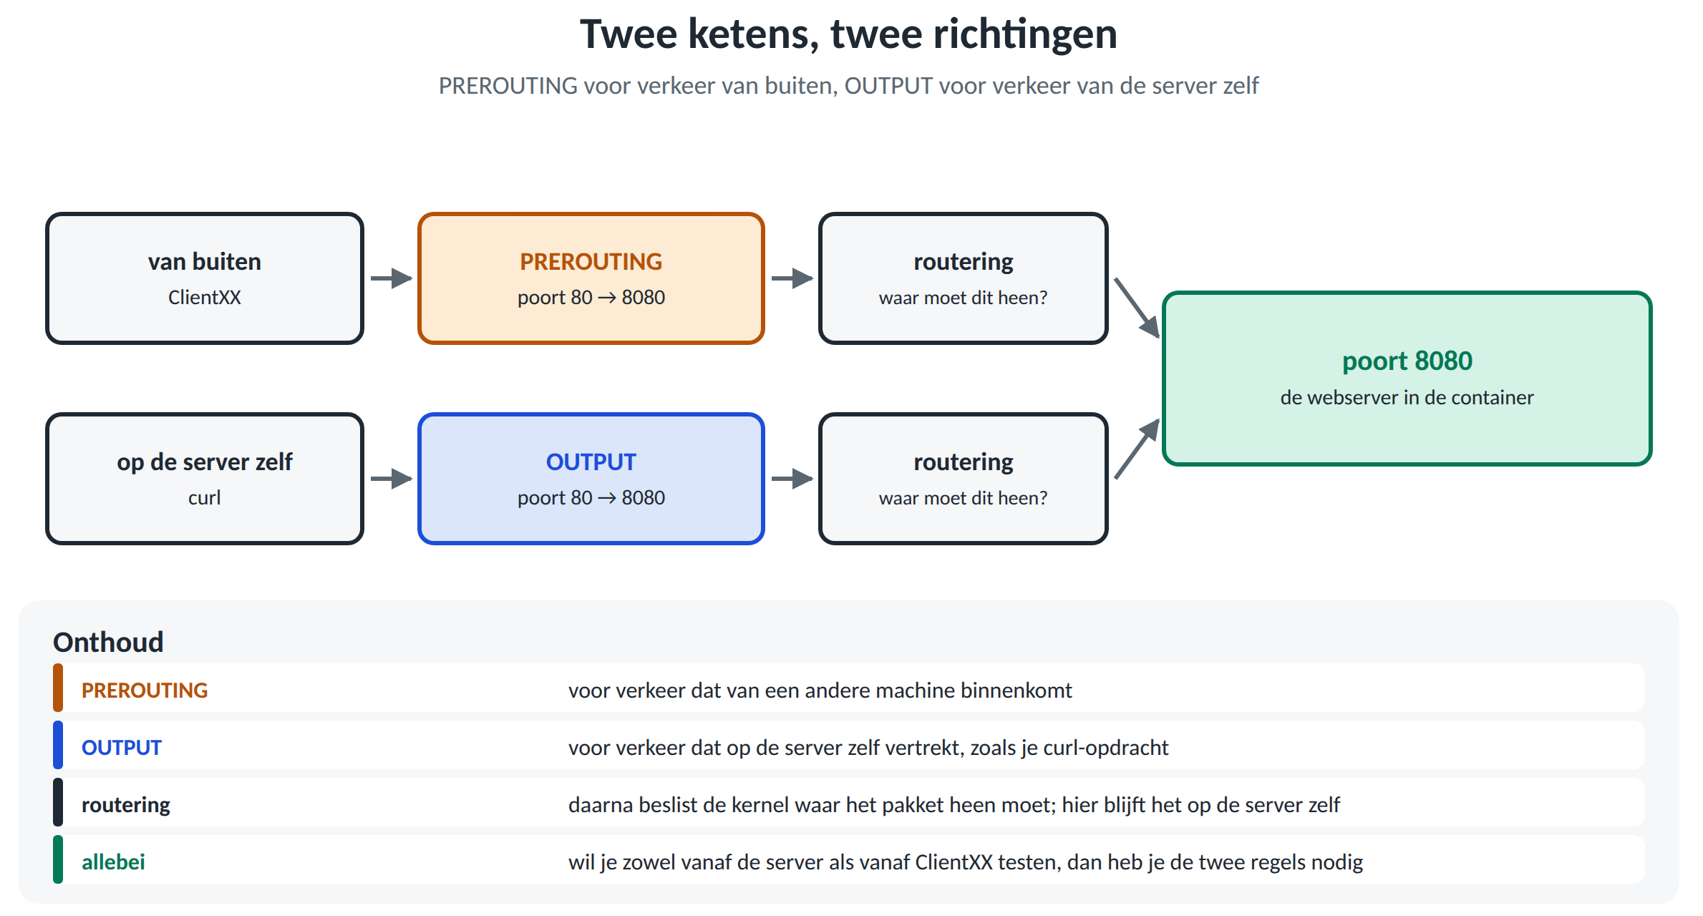 Twee ketens, twee richtingen
PREROUTING voor verkeer van buiten, OUTPUT voor verkeer van de server zelf
van buiten
ClientXX
PREROUTING
poort 80 → 8080
routering
waar moet dit heen?
poort 8080
de webserver in de container
op de server zelf
curl
OUTPUT
poort 80 → 8080
routering
waar moet dit heen?
Onthoud
PREROUTING voor verkeer dat van een andere machine binnenkomt
OUTPUT voor verkeer dat op de server zelf vertrekt, zoals je curl-opdracht
routering daarna beslist de kernel waar het pakket heen moet; hier blijft het op de server zelf
allebei wil je zowel vanaf de server als vanaf ClientXX testen, dan heb je de twee regels nodig